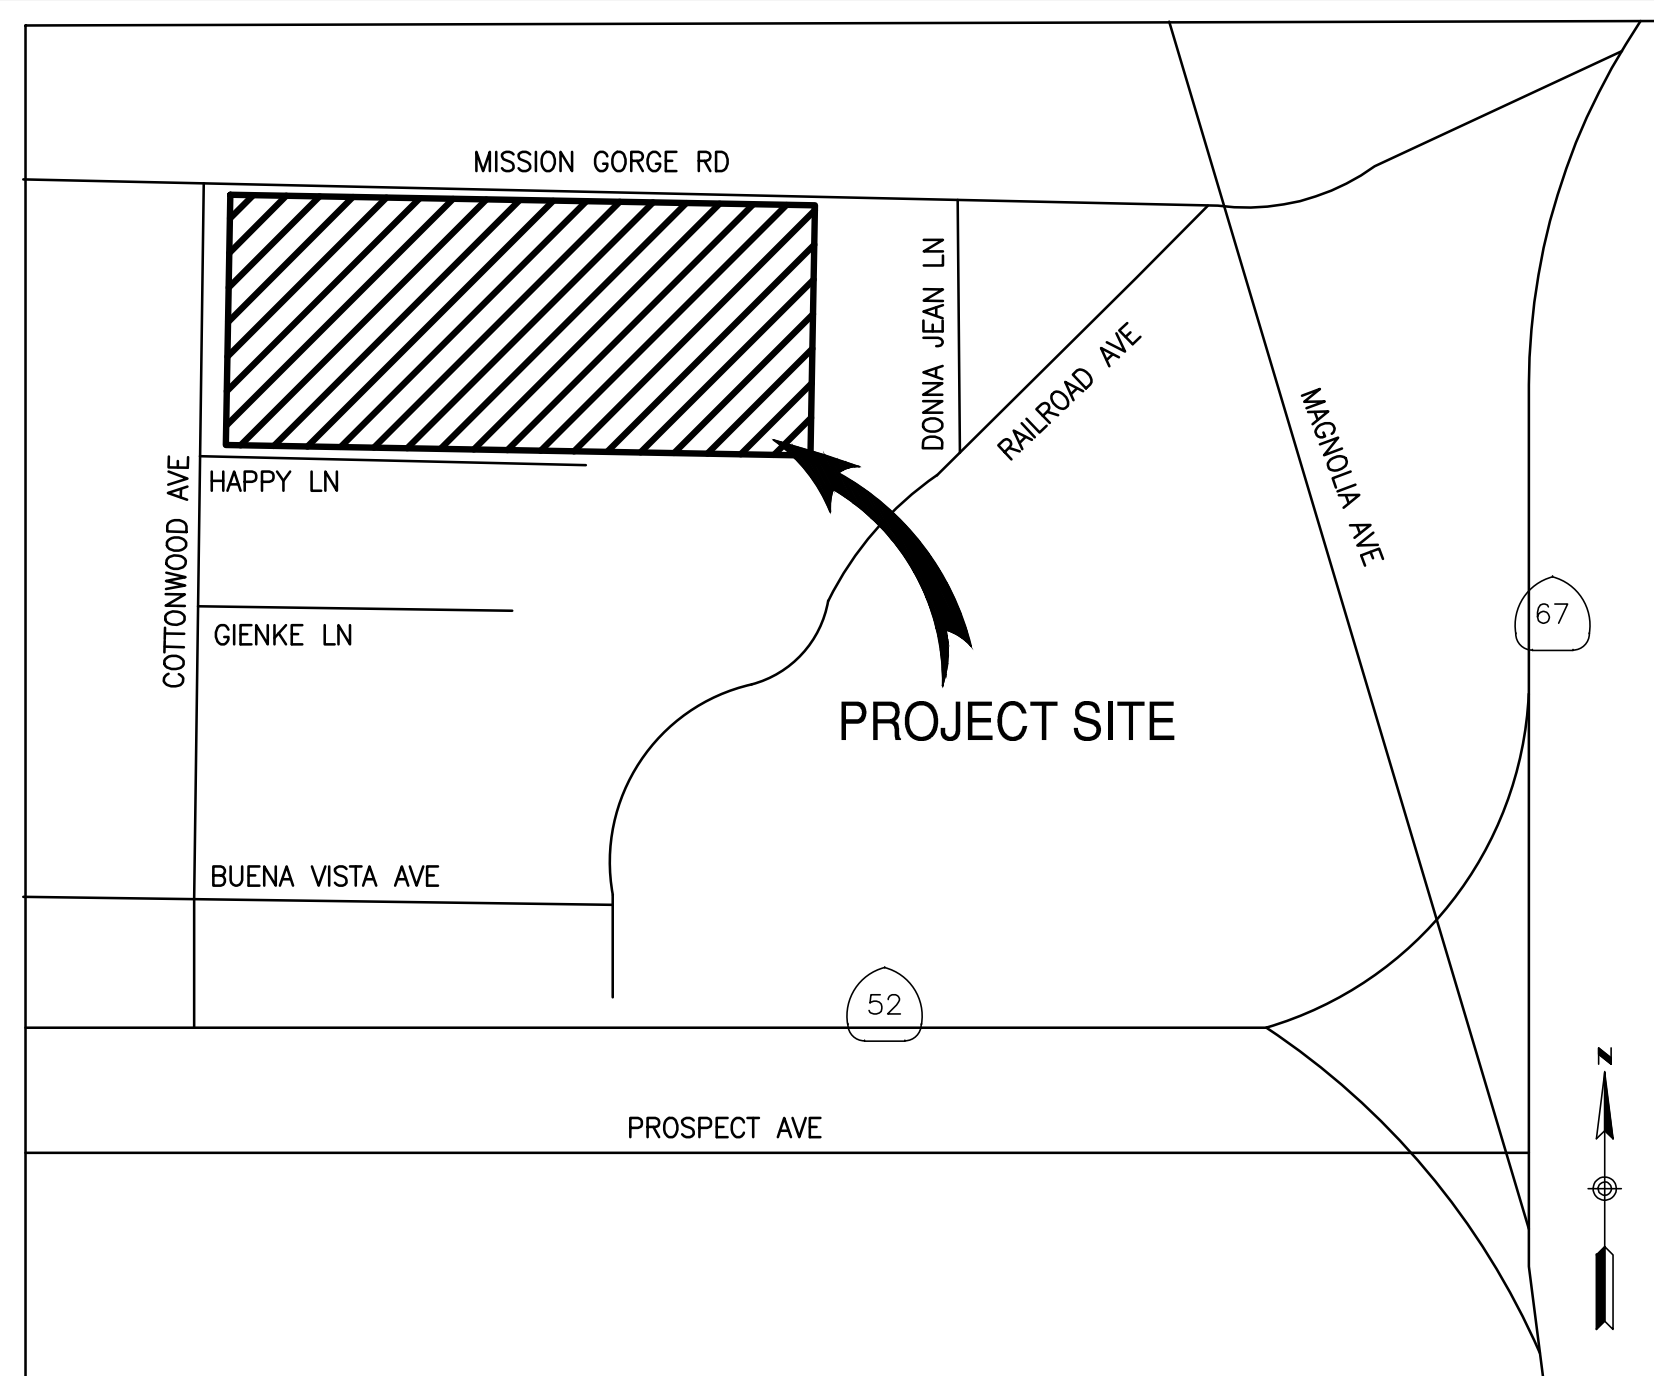 MISSION GORGE RD
DONNA JEAN LN
RAILROAD AVE
MAGNOLIA AVE
COTTONWOOD AVE
HAPPY LN
GIENKE LN
67
PROJECT SITE
BUENA VISTA AVE
52
N
PROSPECT AVE